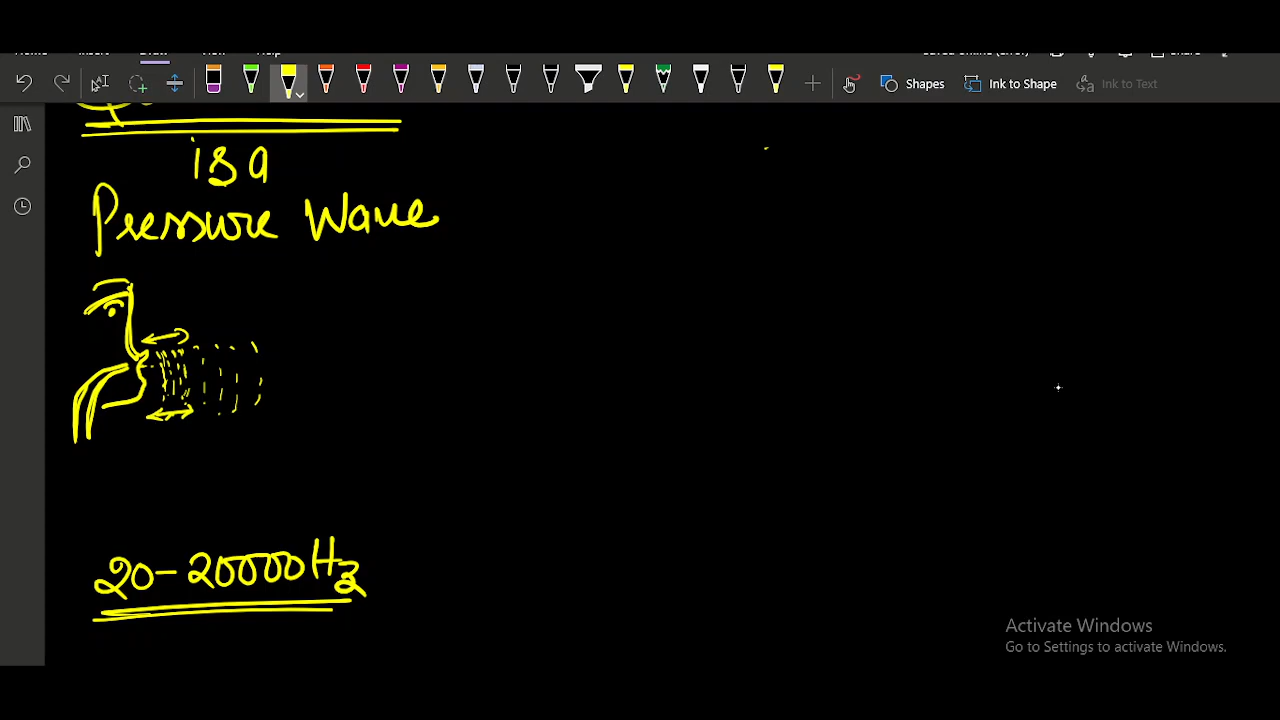 Ink to Shape
Shapes
Ink to Text
is a
Pressure Wave
20-20000Hz
Activate Windows
Go to Settings to activate Windows.